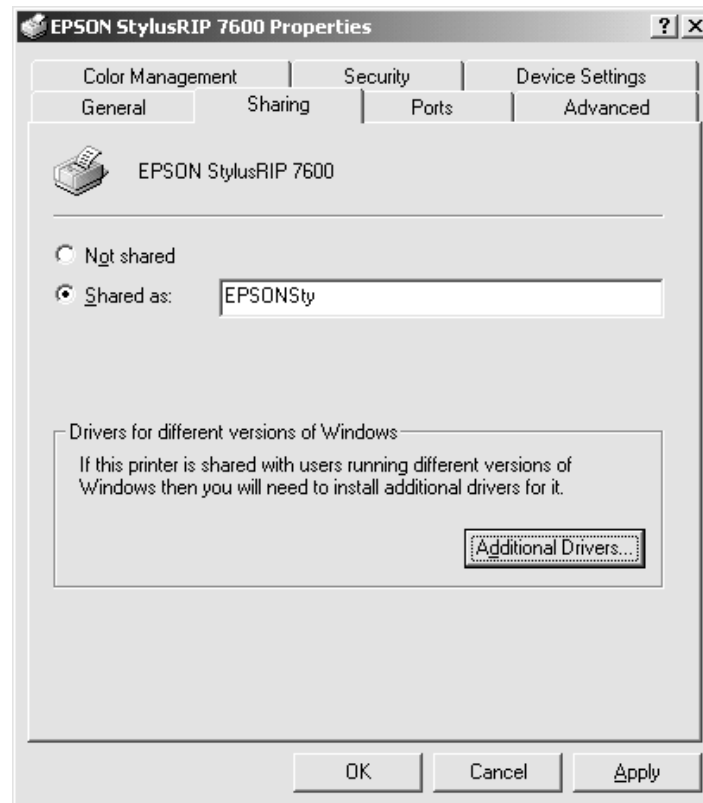 EPSON StylusRIP 7600 Properties
Color Management Security Device Settings
General Sharing Ports Advanced
EPSON StylusRIP 7600
Not shared
Shared as: EPSONSty
Drivers for different versions of Windows
If this printer is shared with users running different versions of
Windows then you will need to install additional drivers for it.
Additional Drivers...
OK Cancel Apply